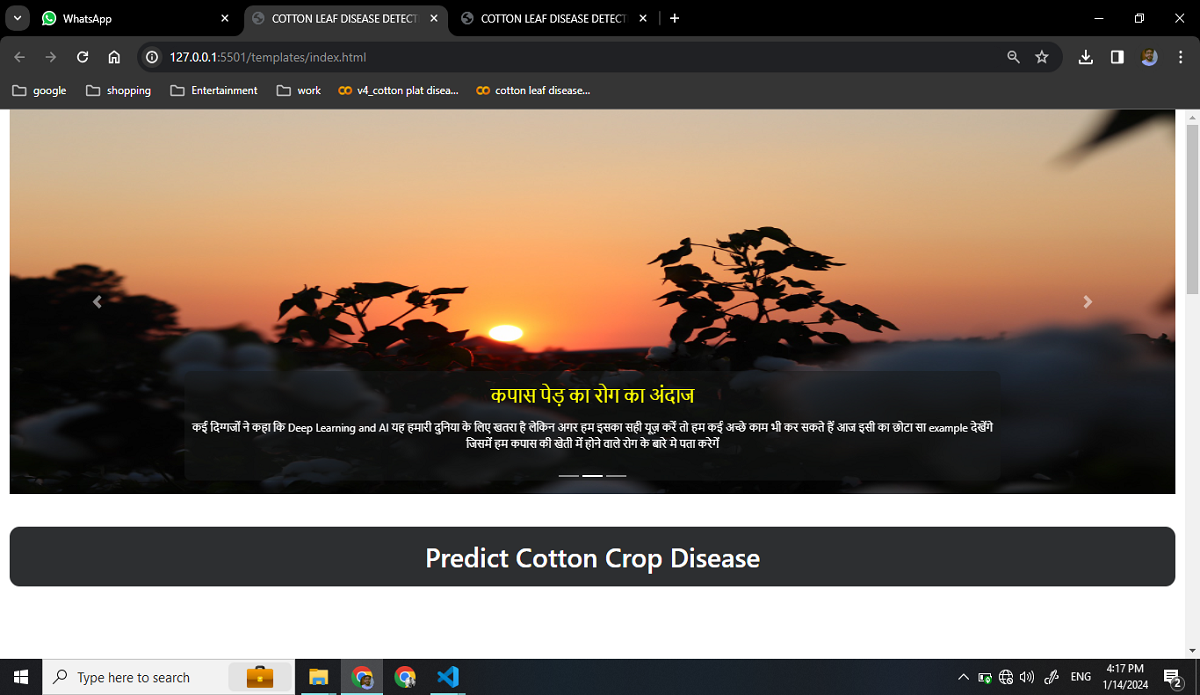 WhatsApp
COTTON LEAF DISEASE DETECT
COTTON LEAF DISEASE DETECT
127.0.0.1:5501/templates/index.html
google
shopping
Entertainment
work
v4_cotton plat disea...
cotton leaf disease...
कपास पेड़ का रोग का अंदाज
कई दिग्गजों ने कहा कि Deep Learning and AI यह हमारी दुनिया के लिए खतरा है लेकिन अगर हम इसका सही यूज़ करें तो हम कई अच्छे काम भी कर सकते हैं आज इसी का छोटा सा example देखेंगे
जिसमें हम कपास की खेती में होने वाले रोग के बारे मे पता करेगें
Predict Cotton Crop Disease
Type here to search
ENG
4:17 PM
1/14/2024
2